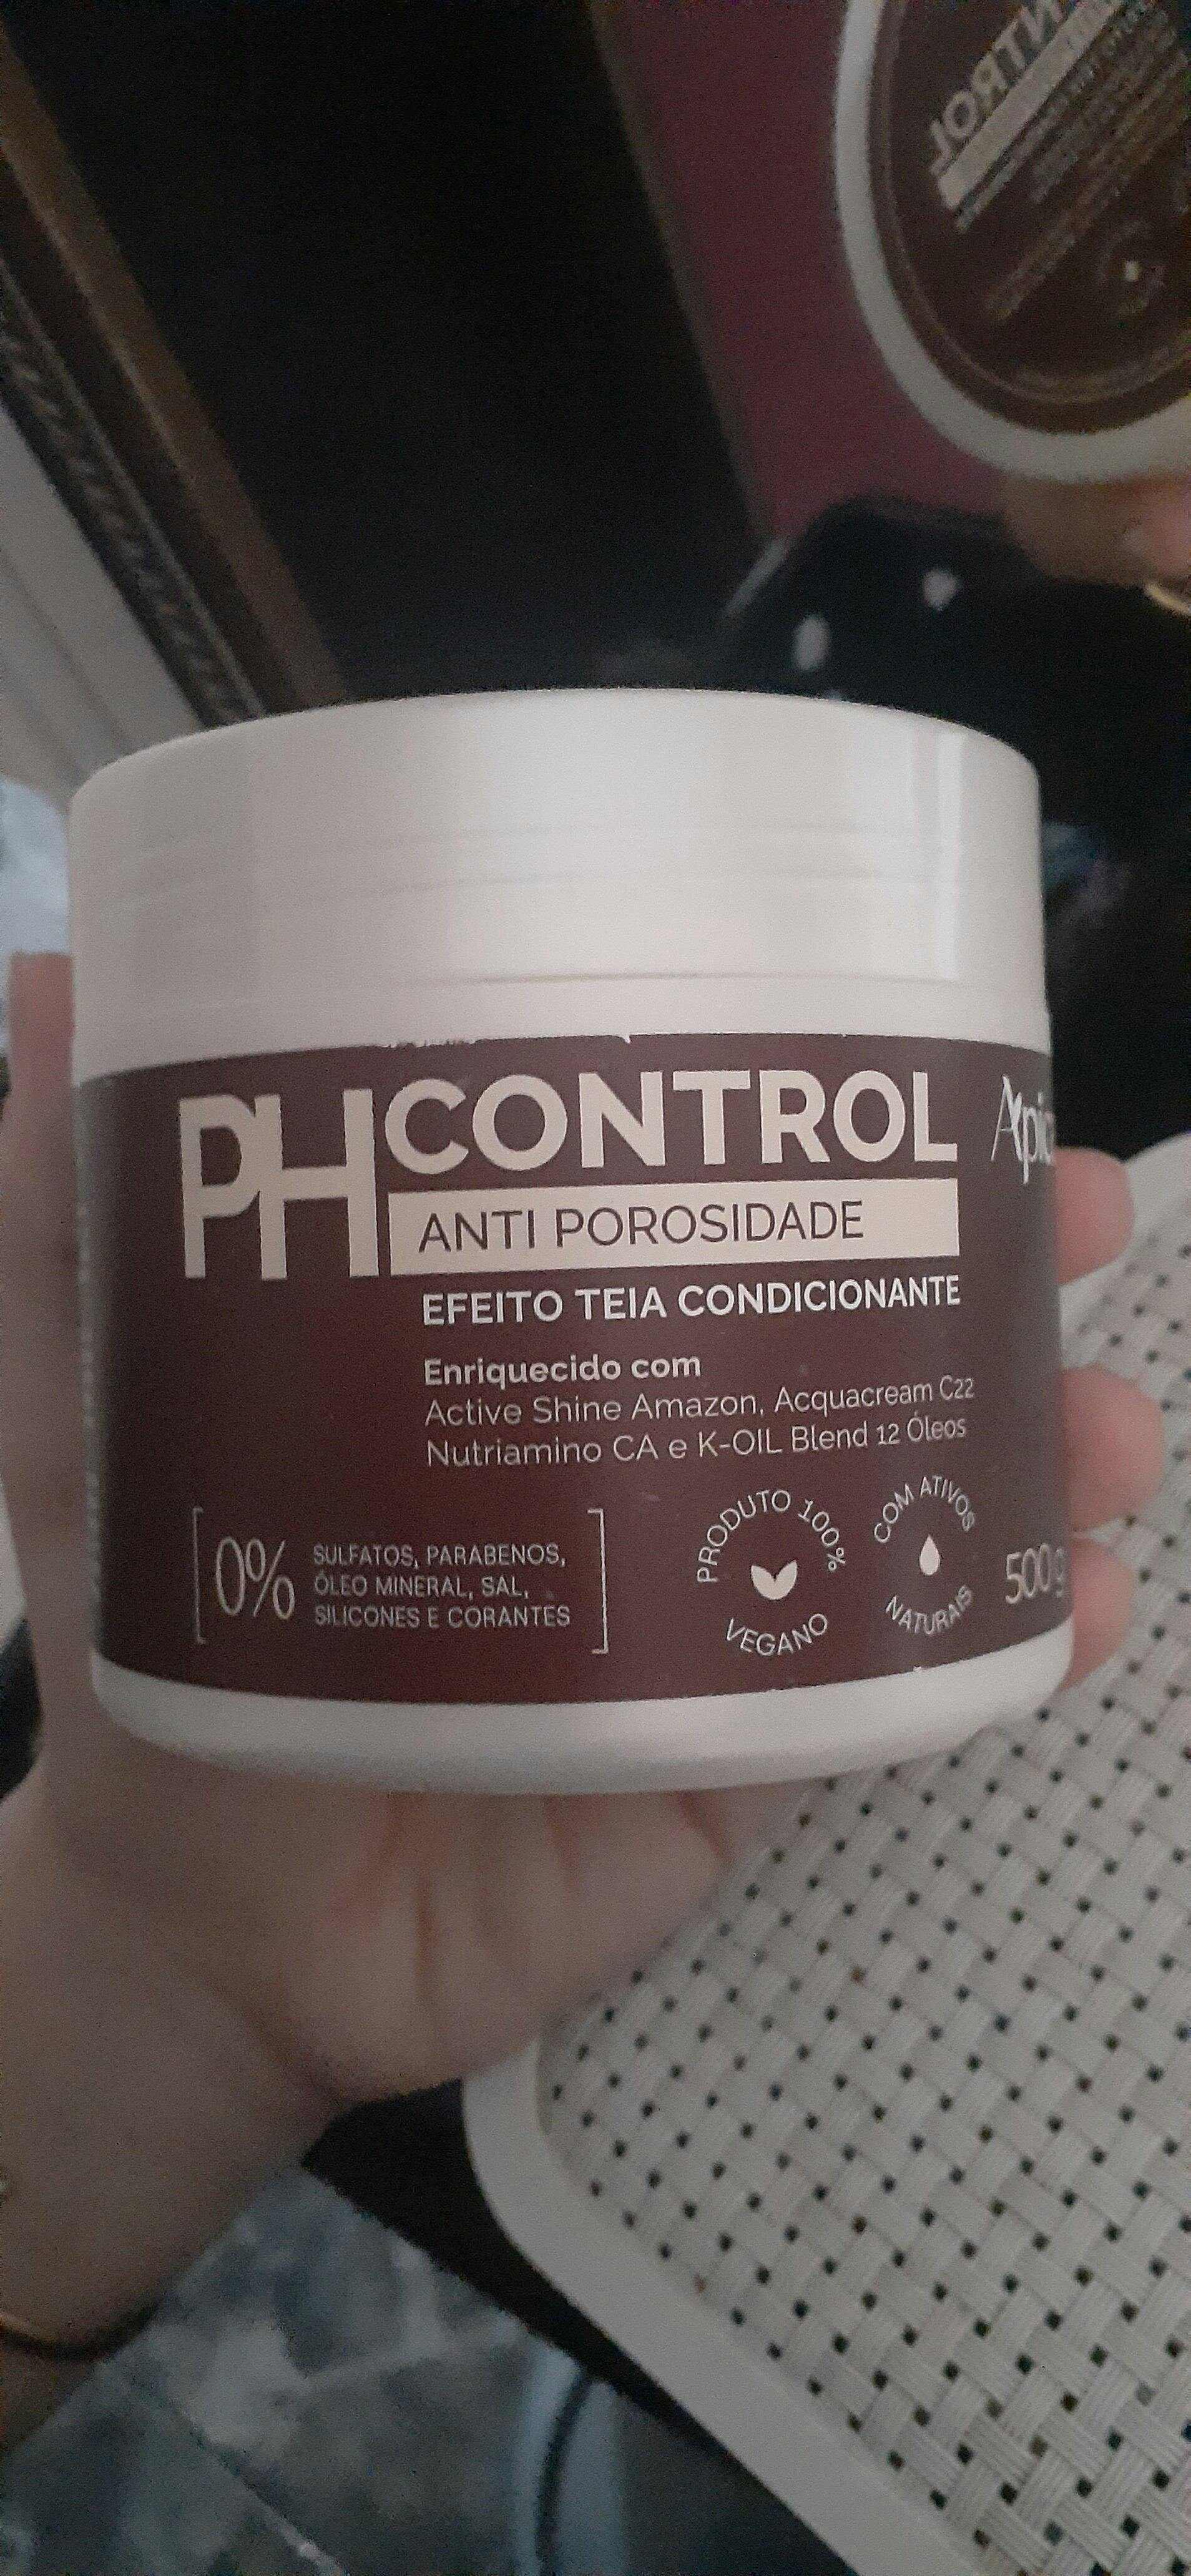 PH CONTROL
ANTI POROSIDADE
EFEITO TEIA CONDICIONANTE
Enriquecido com
Active Shine Amazon, Acquacream C22
Nutriamino CA e K-OIL Blend 12 Óleos
0% SULFATOS, PARABENOS,
ÓLEO MINERAL, SAL,
SILICONES E CORANTES
PRODUTO 100%
VEGANO
COM ATIVOS
NATURAIS
500g